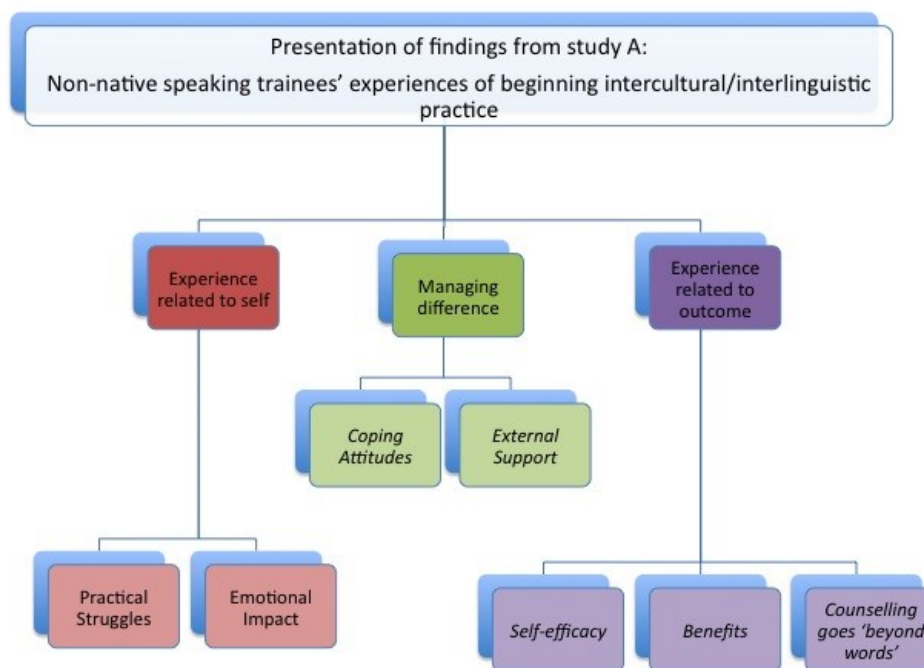 Presentation of findings from study A:
Non-native speaking trainees’ experiences of beginning intercultural/interlinguistic
practice
Experience
related to self
Managing
difference
Experience
related to
outcome
Coping
Attitudes
External
Support
Practical
Struggles
Emotional
Impact
Self-efficacy
Benefits
Counselling
goes ‘beyond
words’